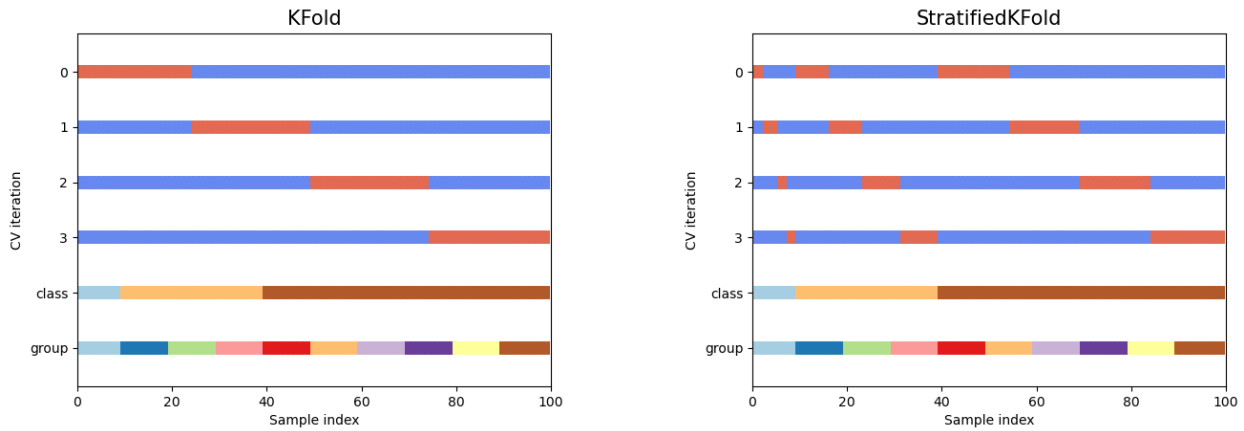 KFold
CV iteration
0
1
2
3
class
group
0 20 40 60 80 100
Sample index
StratifiedKFold
CV iteration
0
1
2
3
class
group
0 20 40 60 80 100
Sample index